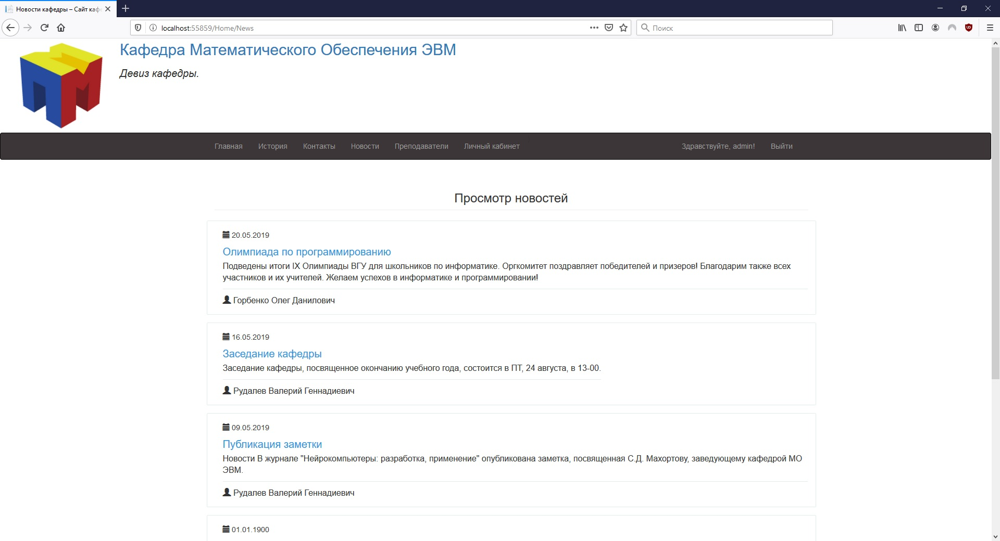 Новости кафедры – Сайт каф
localhost:55859/Home/News
Поиск
Кафедра Математического Обеспечения ЭВМ
Девиз кафедры.
ПМ
Главная История Контакты Новости Преподаватели Личный кабинет Здравствуйте, admin! Выйти
Просмотр новостей
20.05.2019
Олимпиада по программированию
Подведены итоги IX Олимпиады ВГУ для школьников по информатике. Оргкомитет поздравляет победителей и призеров! Благодарим также всех
участников и их учителей. Желаем успехов в информатике и программировании!
Горбенко Олег Данилович
16.05.2019
Заседание кафедры
Заседание кафедры, посвященное окончанию учебного года, состоится в ПТ, 24 августа, в 13-00.
Рудалев Валерий Геннадиевич
09.05.2019
Публикация заметки
Новости В журнале "Нейрокомпьютеры: разработка, применение" опубликована заметка, посвященная С.Д. Махортову, заведующему кафедрой МО
ЭВМ.
Рудалев Валерий Геннадиевич
01.01.1900